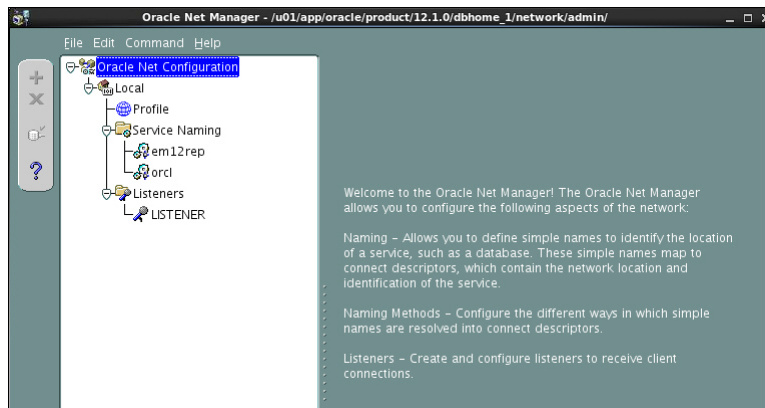 Oracle Net Manager - /u01/app/oracle/product/12.1.0/dbhome_1/network/admin/
File Edit Command Help
Oracle Net Configuration
Local
Profile
Service Naming
em12rep
orcl
Listeners
LISTENER
Welcome to the Oracle Net Manager! The Oracle Net Manager
allows you to configure the following aspects of the network:
Naming – Allows you to define simple names to identify the location
of a service, such as a database. These simple names map to
connect descriptors, which contain the network location and
identification of the service.
Naming Methods – Configure the different ways in which simple
names are resolved into connect descriptors.
Listeners – Create and configure listeners to receive client
connections.